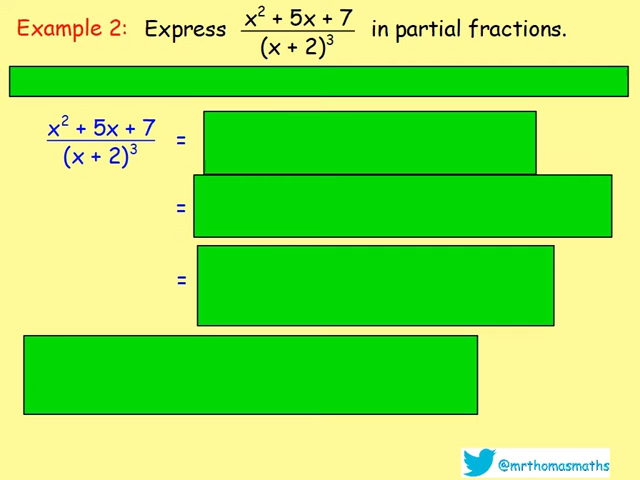 Example 2: Express (x² + 5x + 7)/(x + 2)³ in partial fractions.
(x² + 5x + 7)/(x + 2)³ =
=
=
@mrthomasmaths